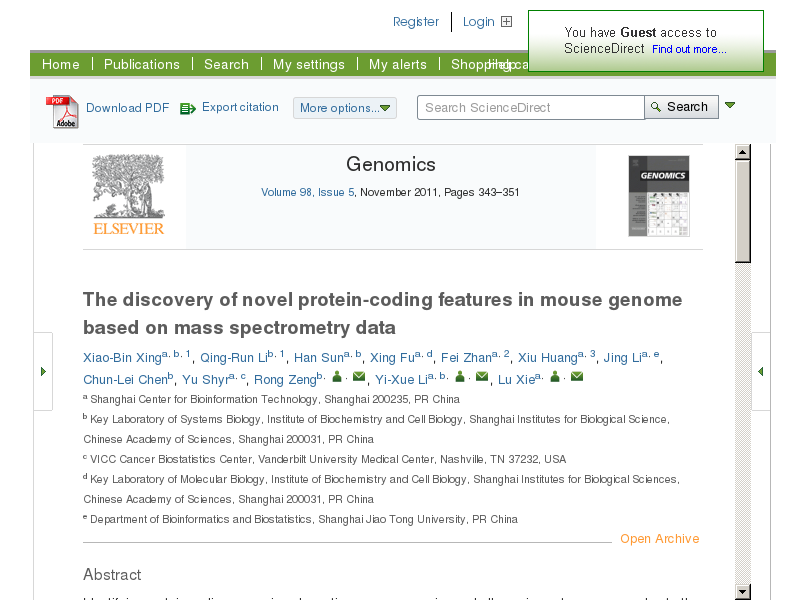 Register Login
You have Guest access to
ScienceDirect Find out more...
Home Publications Search My settings My alerts Shopping ca Help
Download PDF Export citation More options... Search ScienceDirect Search
PDF
Adobe
Genomics
Volume 98, Issue 5, November 2011, Pages 343–351
ELSEVIER
GENOMICS
The discovery of novel protein-coding features in mouse genome
based on mass spectrometry data
Xiao-Bin Xing a, b, 1, Qing-Run Li b, 1, Han Sun a, b, Xing Fu a, d, Fei Zhan a, 2, Xiu Huang a, 3, Jing Li a, e,
Chun-Lei Chen b, Yu Shyr a, c, Rong Zeng b, , Yi-Xue Li a, b, , Lu Xie a,
a Shanghai Center for Bioinformation Technology, Shanghai 200235, PR China
b Key Laboratory of Systems Biology, Institute of Biochemistry and Cell Biology, Shanghai Institutes for Biological Science,
Chinese Academy of Sciences, Shanghai 200031, PR China
c VICC Cancer Biostatistics Center, Vanderbilt University Medical Center, Nashville, TN 37232, USA
d Key Laboratory of Molecular Biology, Institute of Biochemistry and Cell Biology, Shanghai Institutes for Biological Sciences,
Chinese Academy of Sciences, Shanghai 200031, PR China
e Department of Bioinformatics and Biostatistics, Shanghai Jiao Tong University, PR China
Open Archive
Abstract